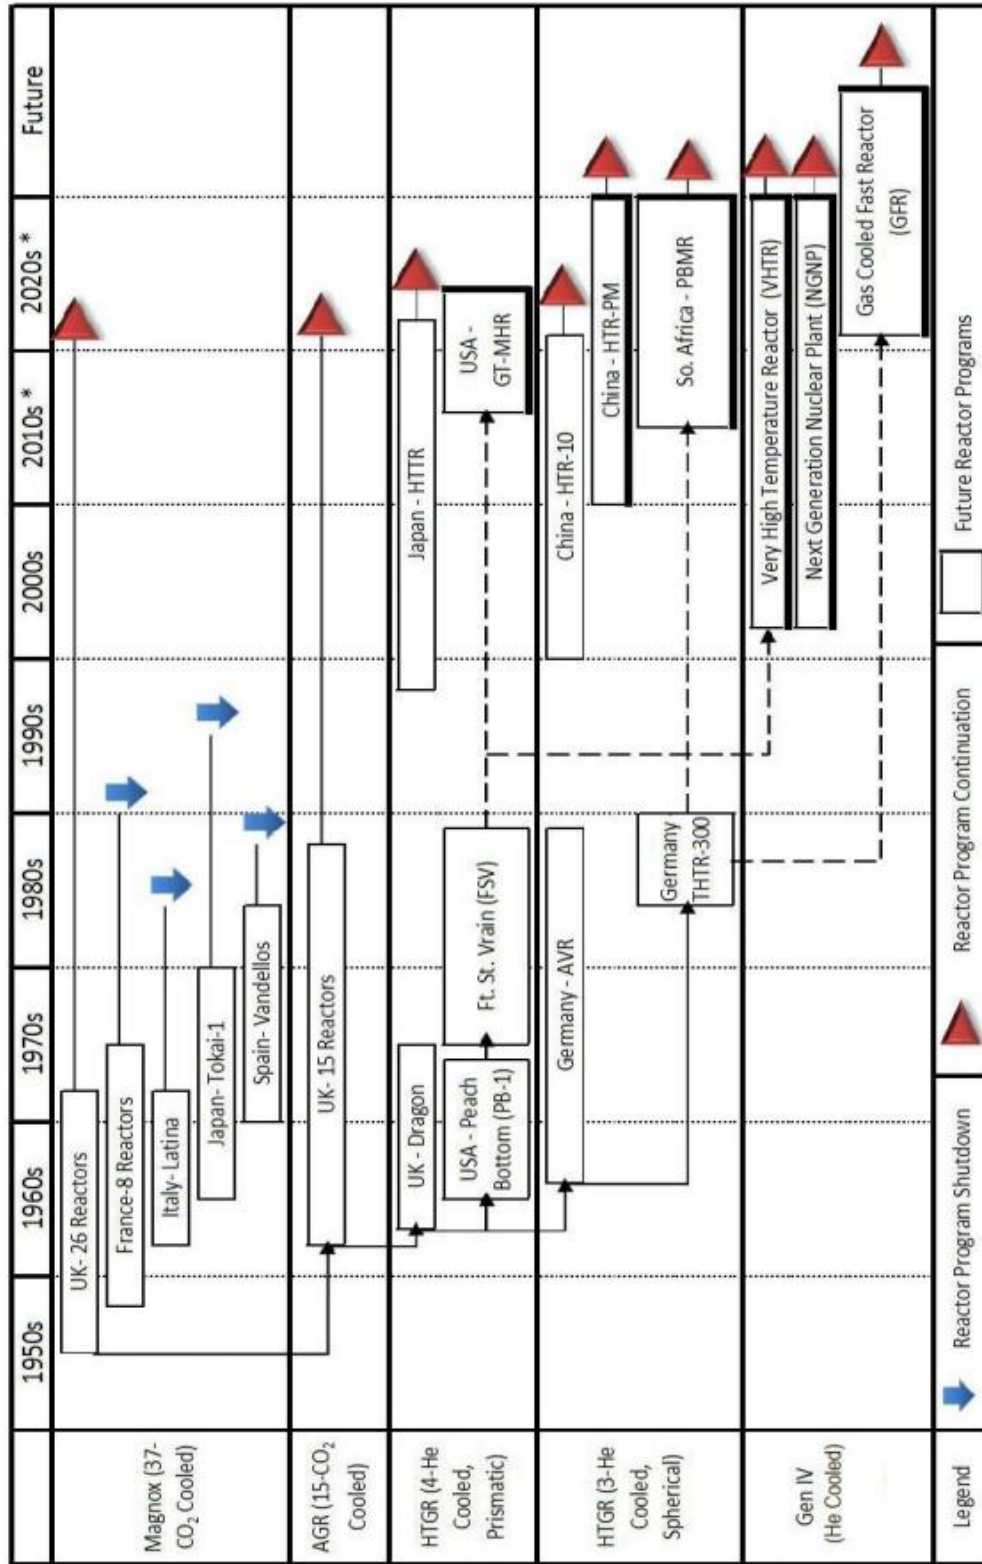 1950s
1960s
1970s
1980s
1990s
2000s
2010s *
2020s *
Future
Magnox (37-
CO₂ Cooled)
UK- 26 Reactors
France-8 Reactors
Italy- Latina
Japan- Tokai-1
Spain- Vandellos
AGR (15-CO₂
Cooled)
UK- 15 Reactors
HTGR (4-He
Cooled,
Prismatic)
UK - Dragon
USA - Peach
Bottom (PB-1)
Ft. St. Vrain (FSV)
Japan - HTTR
USA -
GT-MHR
HTGR (3-He
Cooled,
Spherical)
Germany - AVR
Germany
THTR-300
China - HTR-10
China - HTR-PM
So. Africa - PBMR
Gen IV
(He Cooled)
Very High Temperature Reactor (VHTR)
Next Generation Nuclear Plant (NGNP)
Gas Cooled Fast Reactor
(GFR)
Legend
Reactor Program Shutdown
Reactor Program Continuation
Future Reactor Programs